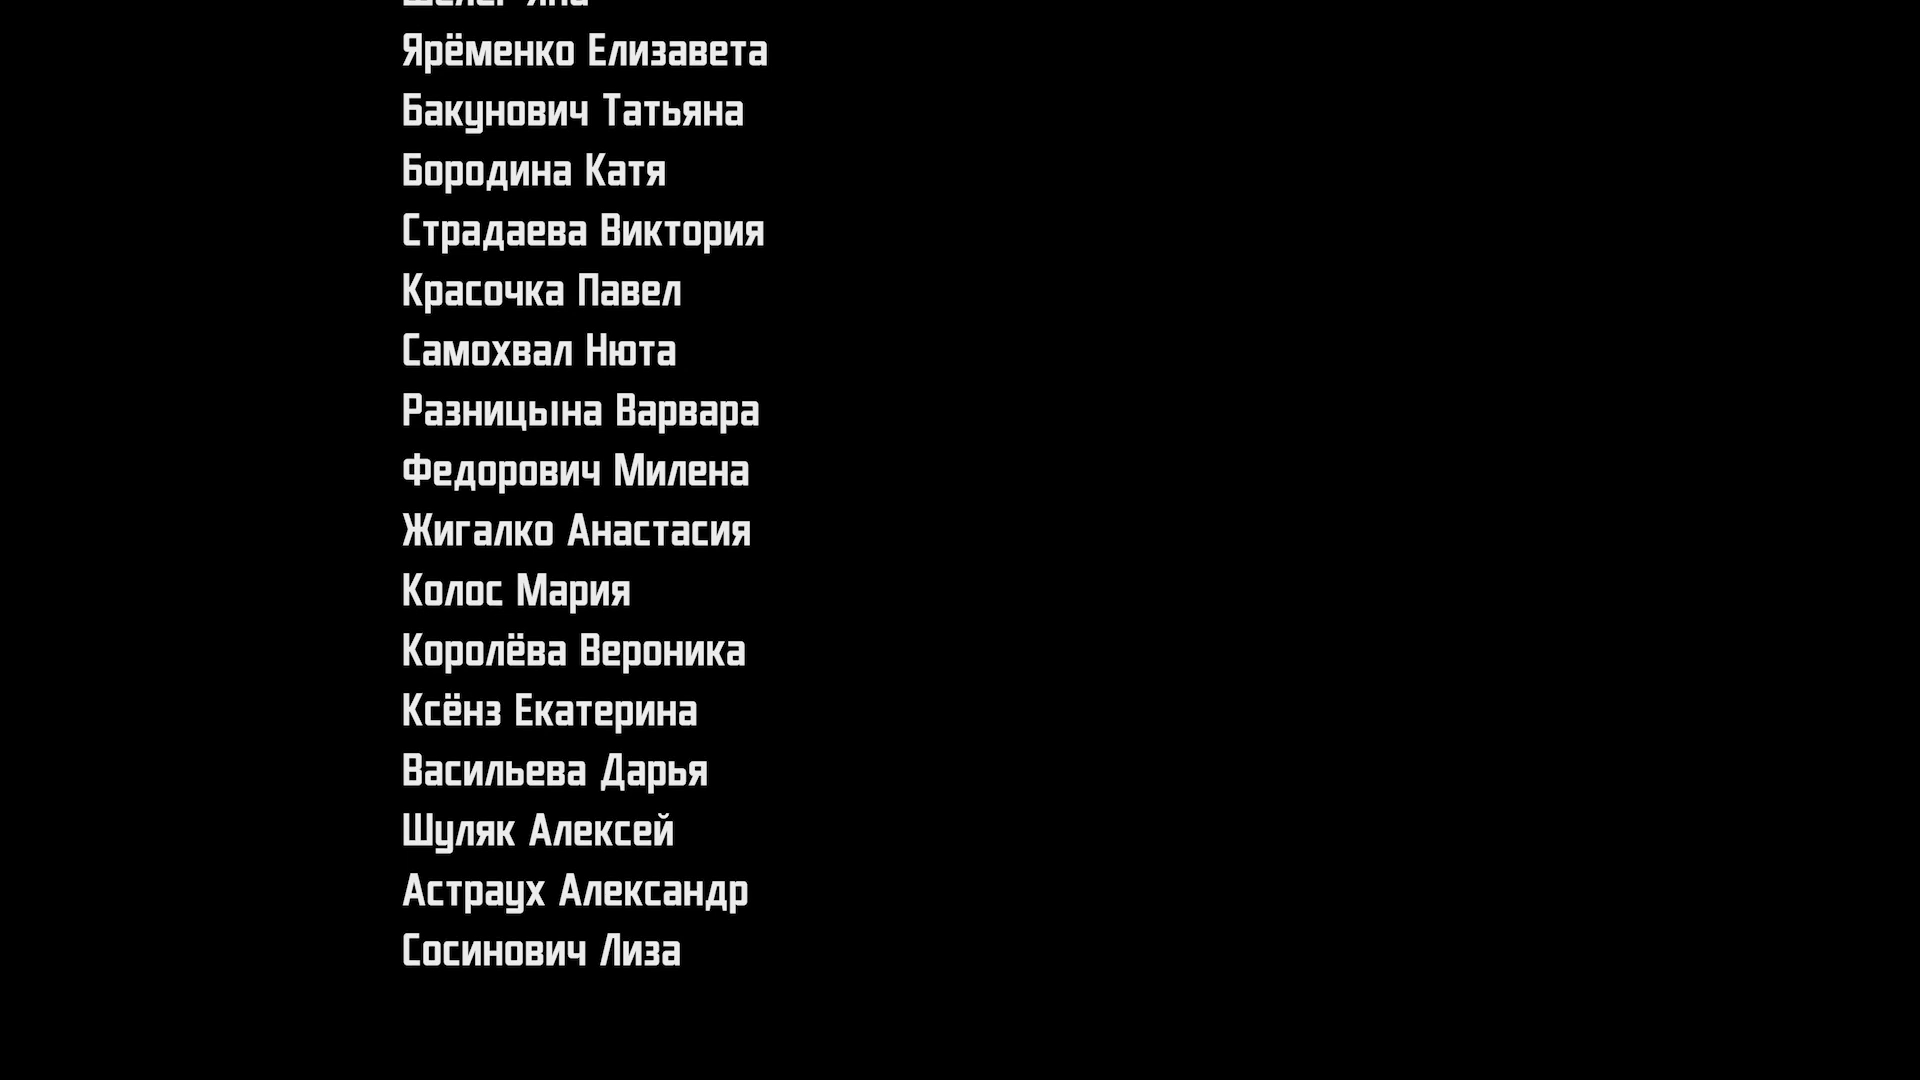 Ярёменко Елизавета
Бакунович Татьяна
Бородина Катя
Страдаева Виктория
Красочка Павел
Самохвал Нюта
Разницына Варвара
Федорович Милена
Жигалко Анастасия
Колос Мария
Королёва Вероника
Ксёнз Екатерина
Васильева Дарья
Шуляк Алексей
Астраух Александр
Сосинович Лиза